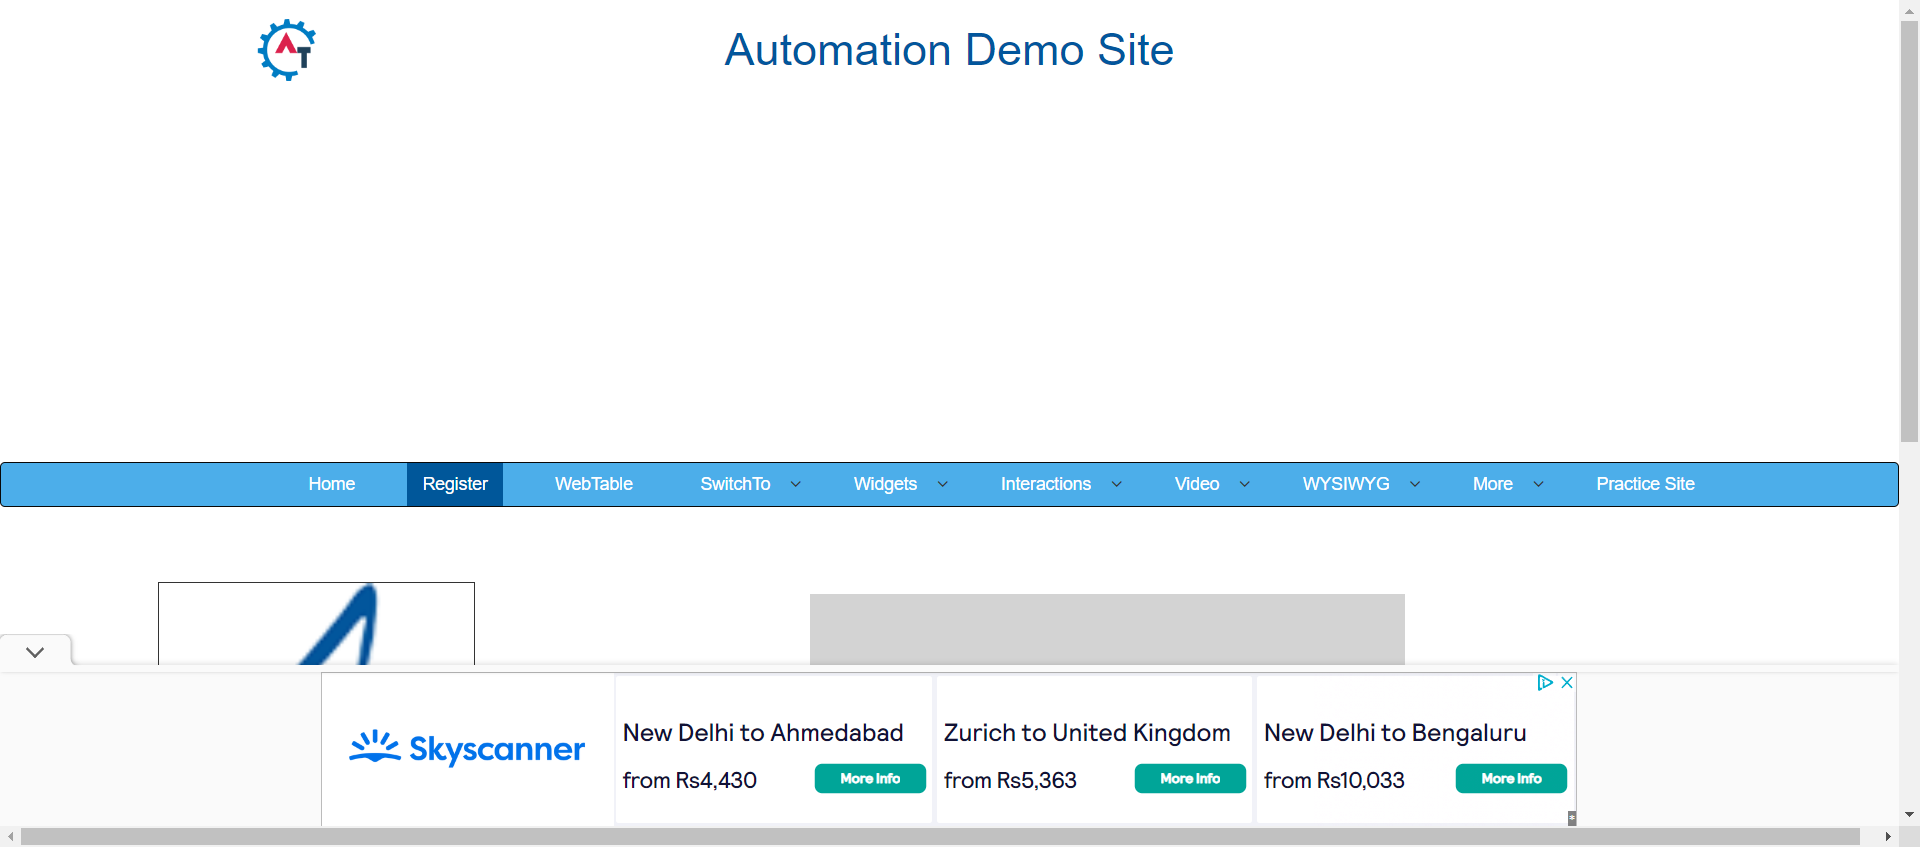 AT
Automation Demo Site
Home Register WebTable SwitchTo Widgets Interactions Video WYSIWYG More Practice Site
Skyscanner
New Delhi to Ahmedabad
from Rs4,430 More Info
Zurich to United Kingdom
from Rs5,363 More Info
New Delhi to Bengaluru
from Rs10,033 More Info